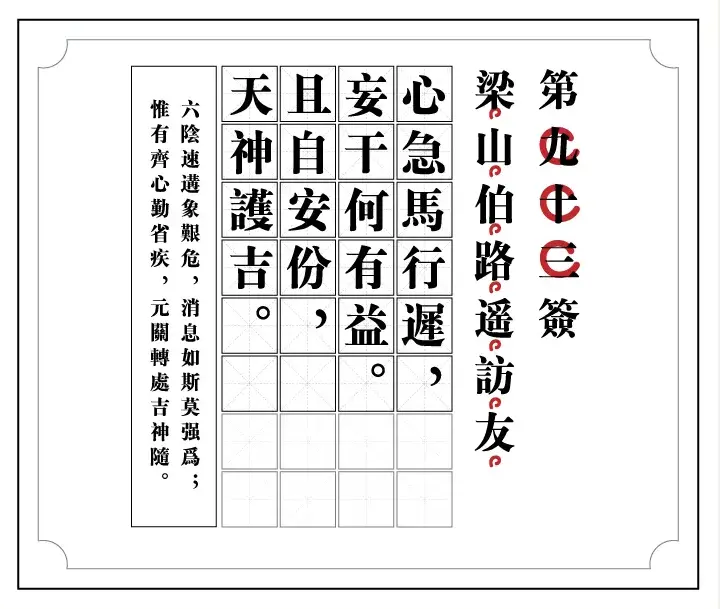 第九十三簽
梁山伯路遥訪友
心急馬行遲，
妄干何有益。
且自安份，
天神護吉。
六陰速遘象艱危，消息如斯莫强爲；
惟有齊心勤省疾，元關轉處吉神隨。